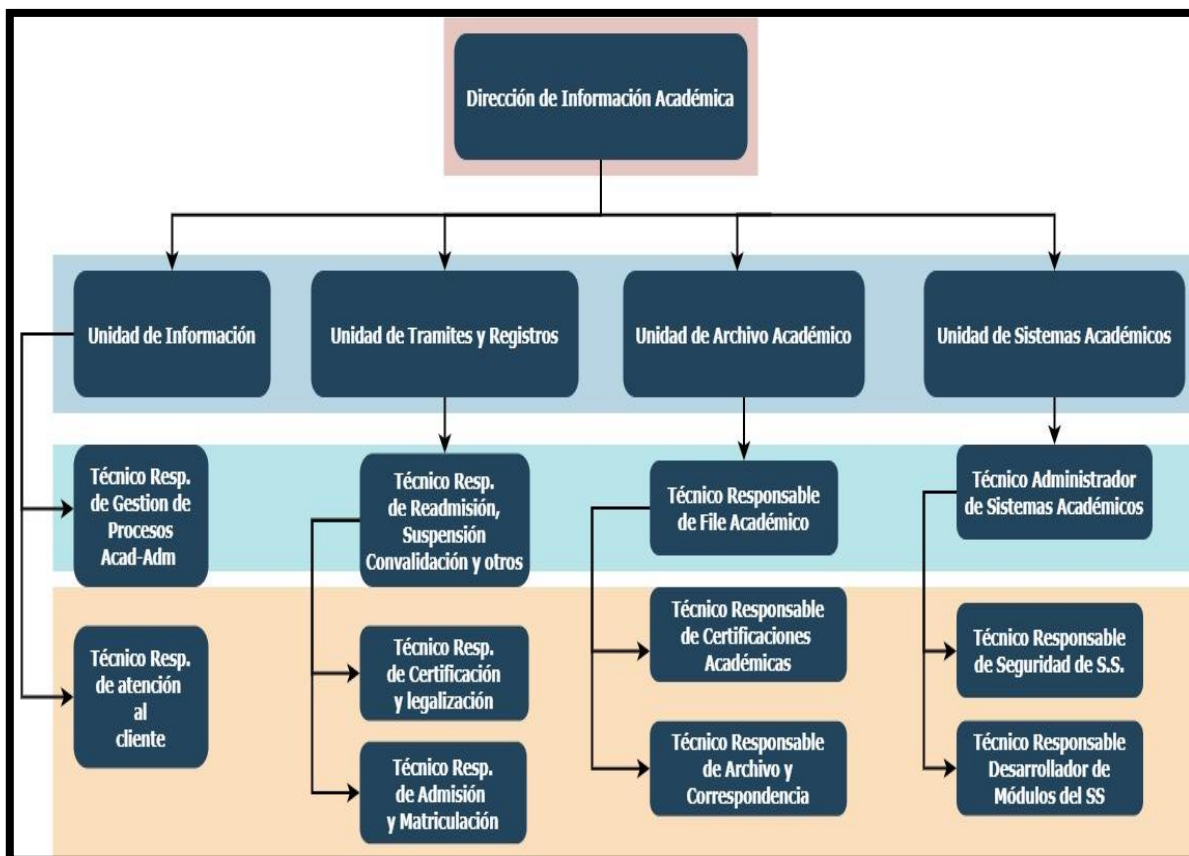 Dirección de Información Académica
Unidad de Información
Unidad de Tramites y Registros
Unidad de Archivo Académico
Unidad de Sistemas Académicos
Técnico Resp.
de Gestion de
Procesos
Acad-Adm
Técnico Resp.
de Readmisión,
Suspensión
Convalidación y otros
Técnico Responsable
de File Académico
Técnico Administrador
de Sistemas Académicos
Técnico Resp.
de atención
al
cliente
Técnico Resp.
de Certificación
y legalización
Técnico Responsable
de Certificaciones
Académicas
Técnico Responsable
de Seguridad de S.S.
Técnico Resp.
de Admisión
y Matriculación
Técnico Responsable
de Archivo y
Correspondencia
Técnico Responsable
Desarrollador de
Módulos del SS